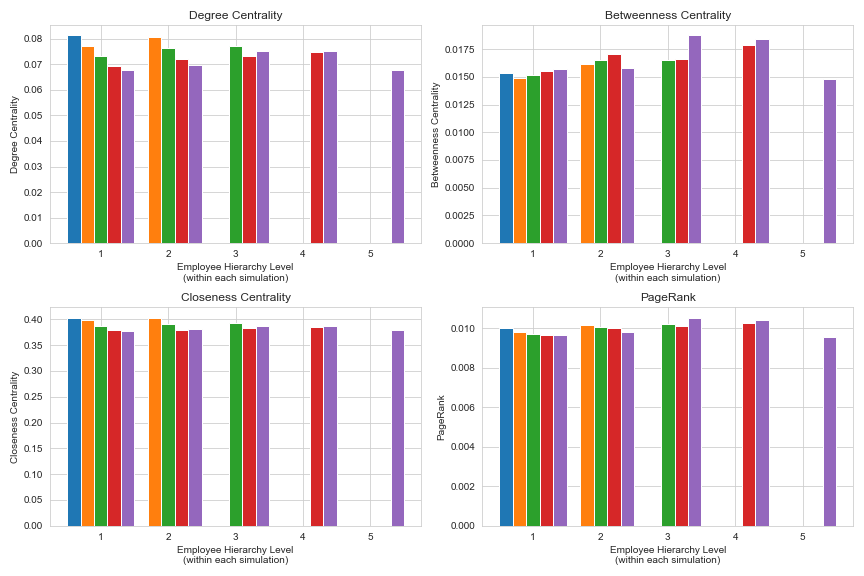 Degree Centrality
Degree Centrality
0.08
0.07
0.06
0.05
0.04
0.03
0.02
0.01
0.00
1 2 3 4 5
Employee Hierarchy Level
(within each simulation)
Betweenness Centrality
Betweenness Centrality
0.0175
0.0150
0.0125
0.0100
0.0075
0.0050
0.0025
0.0000
1 2 3 4 5
Employee Hierarchy Level
(within each simulation)
Closeness Centrality
Closeness Centrality
0.40
0.35
0.30
0.25
0.20
0.15
0.10
0.05
0.00
1 2 3 4 5
Employee Hierarchy Level
(within each simulation)
PageRank
PageRank
0.010
0.008
0.006
0.004
0.002
0.000
1 2 3 4 5
Employee Hierarchy Level
(within each simulation)